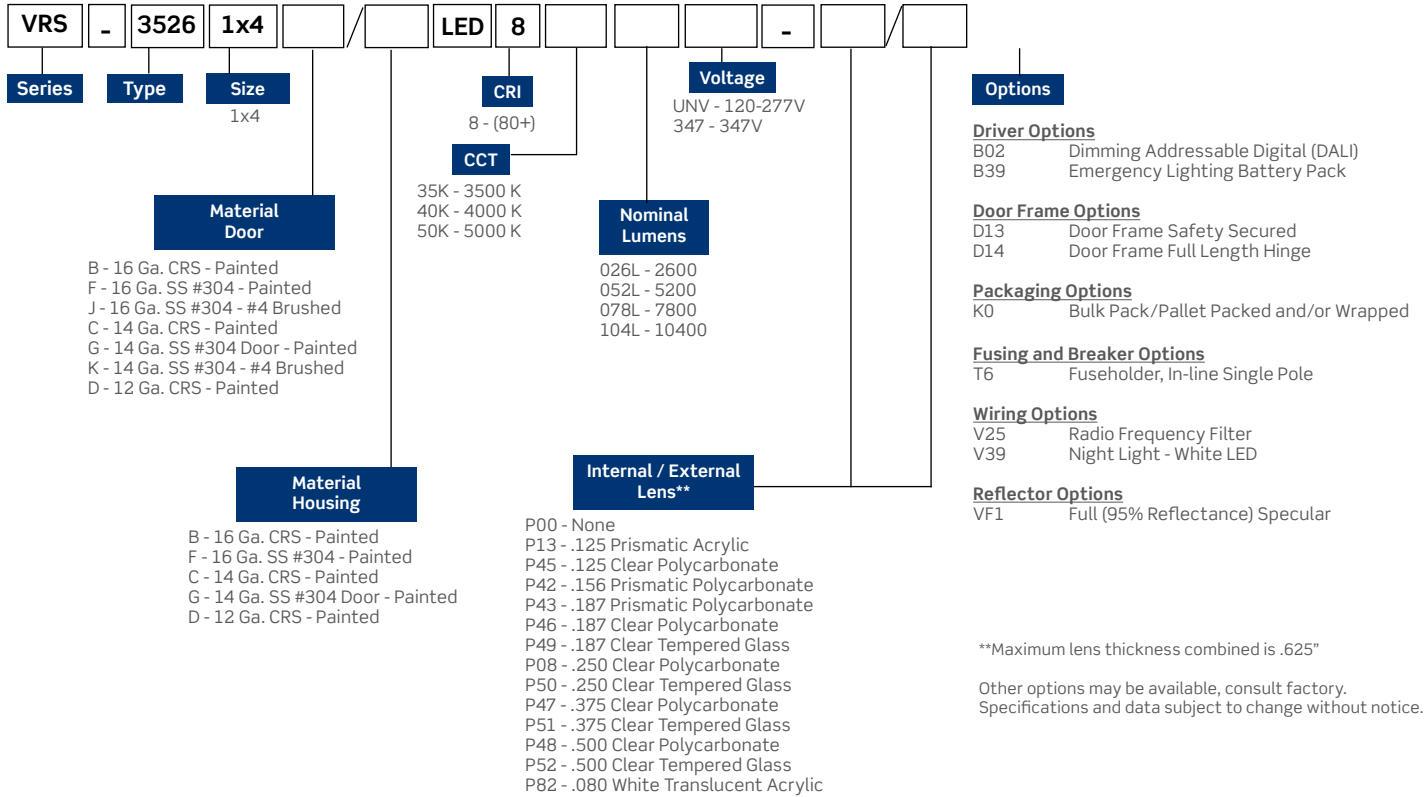 VRS - 3526 1x4 / LED 8 - /
Series Type Size
1x4
CRI
8 - (80+)
CCT
35K - 3500 K
40K - 4000 K
50K - 5000 K
Voltage
UNV - 120-277V
347 - 347V
Material
Door
B - 16 Ga. CRS - Painted
F - 16 Ga. SS #304 - Painted
J - 16 Ga. SS #304 - #4 Brushed
C - 14 Ga. CRS - Painted
G - 14 Ga. SS #304 Door - Painted
K - 14 Ga. SS #304 - #4 Brushed
D - 12 Ga. CRS - Painted
Nominal
Lumens
026L - 2600
052L - 5200
078L - 7800
104L - 10400
Material
Housing
B - 16 Ga. CRS - Painted
F - 16 Ga. SS #304 - Painted
C - 14 Ga. CRS - Painted
G - 14 Ga. SS #304 Door - Painted
D - 12 Ga. CRS - Painted
Internal / External
Lens**
P00 - None
P13 - .125 Prismatic Acrylic
P45 - .125 Clear Polycarbonate
P42 - .156 Prismatic Polycarbonate
P43 - .187 Prismatic Polycarbonate
P46 - .187 Clear Polycarbonate
P49 - .187 Clear Tempered Glass
P08 - .250 Clear Polycarbonate
P50 - .250 Clear Tempered Glass
P47 - .375 Clear Polycarbonate
P51 - .375 Clear Tempered Glass
P48 - .500 Clear Polycarbonate
P52 - .500 Clear Tempered Glass
P82 - .080 White Translucent Acrylic
Options
Driver Options
B02 Dimming Addressable Digital (DALI)
B39 Emergency Lighting Battery Pack
Door Frame Options
D13 Door Frame Safety Secured
D14 Door Frame Full Length Hinge
Packaging Options
K0 Bulk Pack/Pallet Packed and/or Wrapped
Fusing and Breaker Options
T6 Fuseholder, In-line Single Pole
Wiring Options
V25 Radio Frequency Filter
V39 Night Light - White LED
Reflector Options
VF1 Full (95% Reflectance) Specular
**Maximum lens thickness combined is .625”
Other options may be available, consult factory.
Specifications and data subject to change without notice.